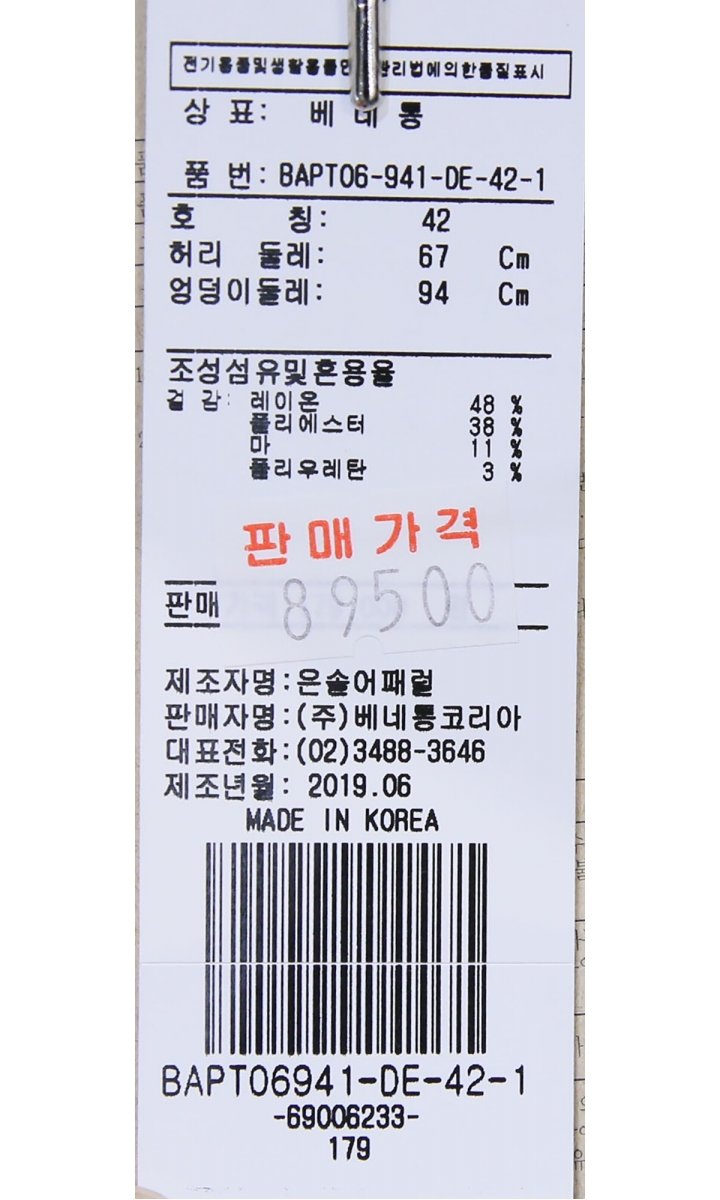 전기용품및생활용품안 관리법에의한품질표시
상 표: 베네통
품 번: BAPT06-941-DE-42-1
호 칭: 42
허리 둘레: 67 Cm
엉덩이둘레: 94 Cm
조성섬유및혼용율
겉 감: 레이온 48 %
폴리에스터 38 %
마 11 %
폴리우레탄 3 %
판매가격
판매 89500
제조자명:은솔어패럴
판매자명:(주)베네통코리아
대표전화:(02)3488-3646
제조년월: 2019.06
MADE IN KOREA
BAPT06941-DE-42-1
-69006233-
179